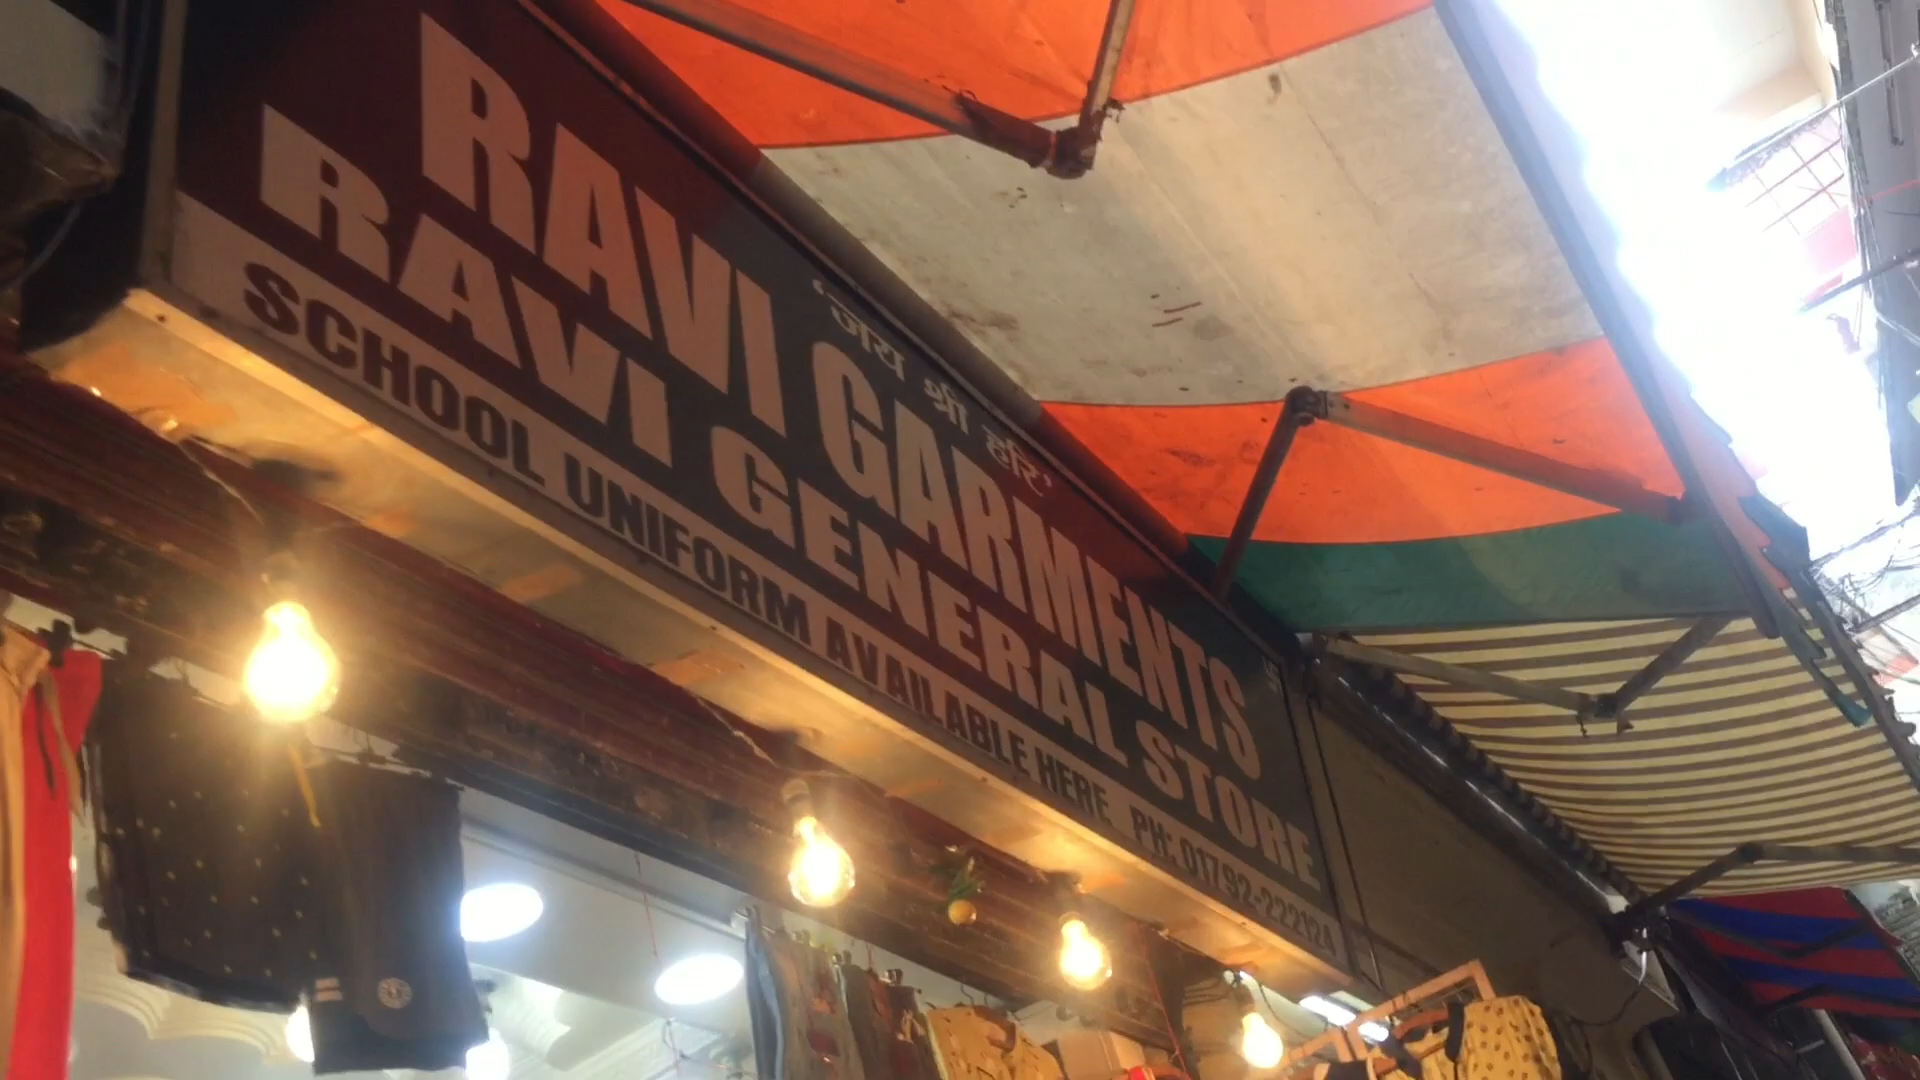 'जय श्री हरि'
RAVI GARMENTS
RAVI GENERAL STORE
SCHOOL UNIFORM AVAILABLE HERE PH: 01792-222124